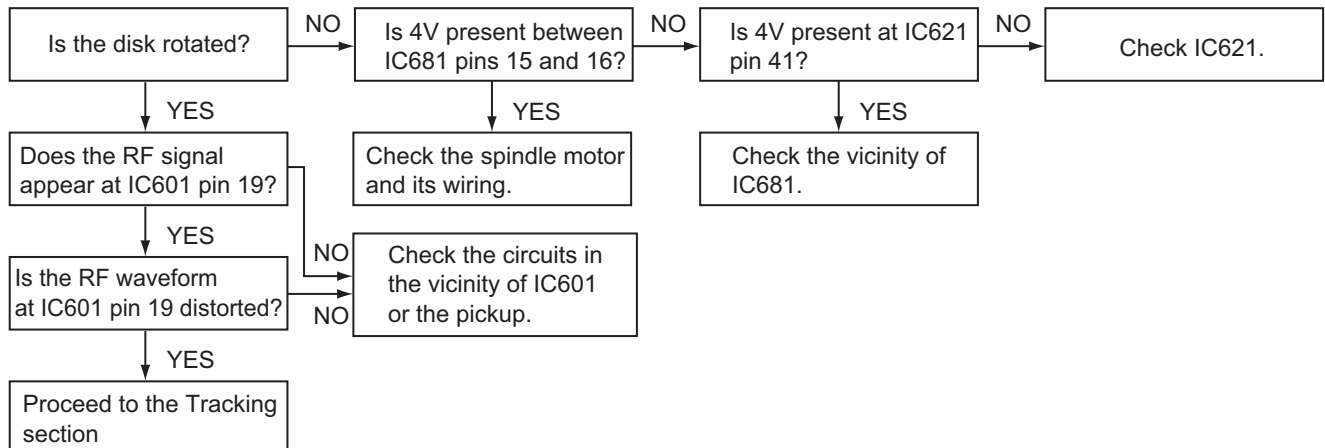 Is the disk rotated?
NO
Is 4V present between
IC681 pins 15 and 16?
NO
Is 4V present at IC621
pin 41?
NO
Check IC621.
YES
YES
YES
Does the RF signal
appear at IC601 pin 19?
Check the spindle motor
and its wiring.
Check the vicinity of
IC681.
YES
NO
Is the RF waveform
at IC601 pin 19 distorted?
NO
Check the circuits in
the vicinity of IC601
or the pickup.
YES
Proceed to the Tracking
section